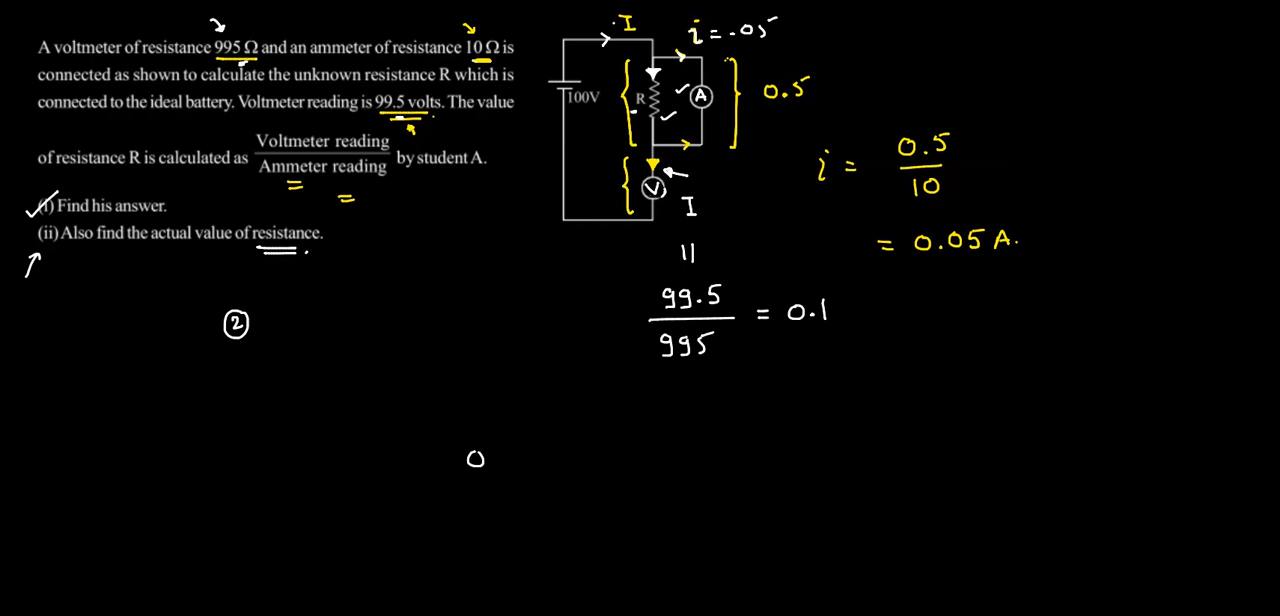 A voltmeter of resistance 995 Ω and an ammeter of resistance 10 Ω is
connected as shown to calculate the unknown resistance R which is
connected to the ideal battery. Voltmeter reading is 99.5 volts. The value
of resistance R is calculated as Voltmeter reading / Ammeter reading by student A.
(i) Find his answer.
(ii) Also find the actual value of resistance.
I
i = .05
100V
R
A
0.5
V
I
=
99.5 / 995 = 0.1
i = 0.5 / 10
= 0.05 A.
2
0